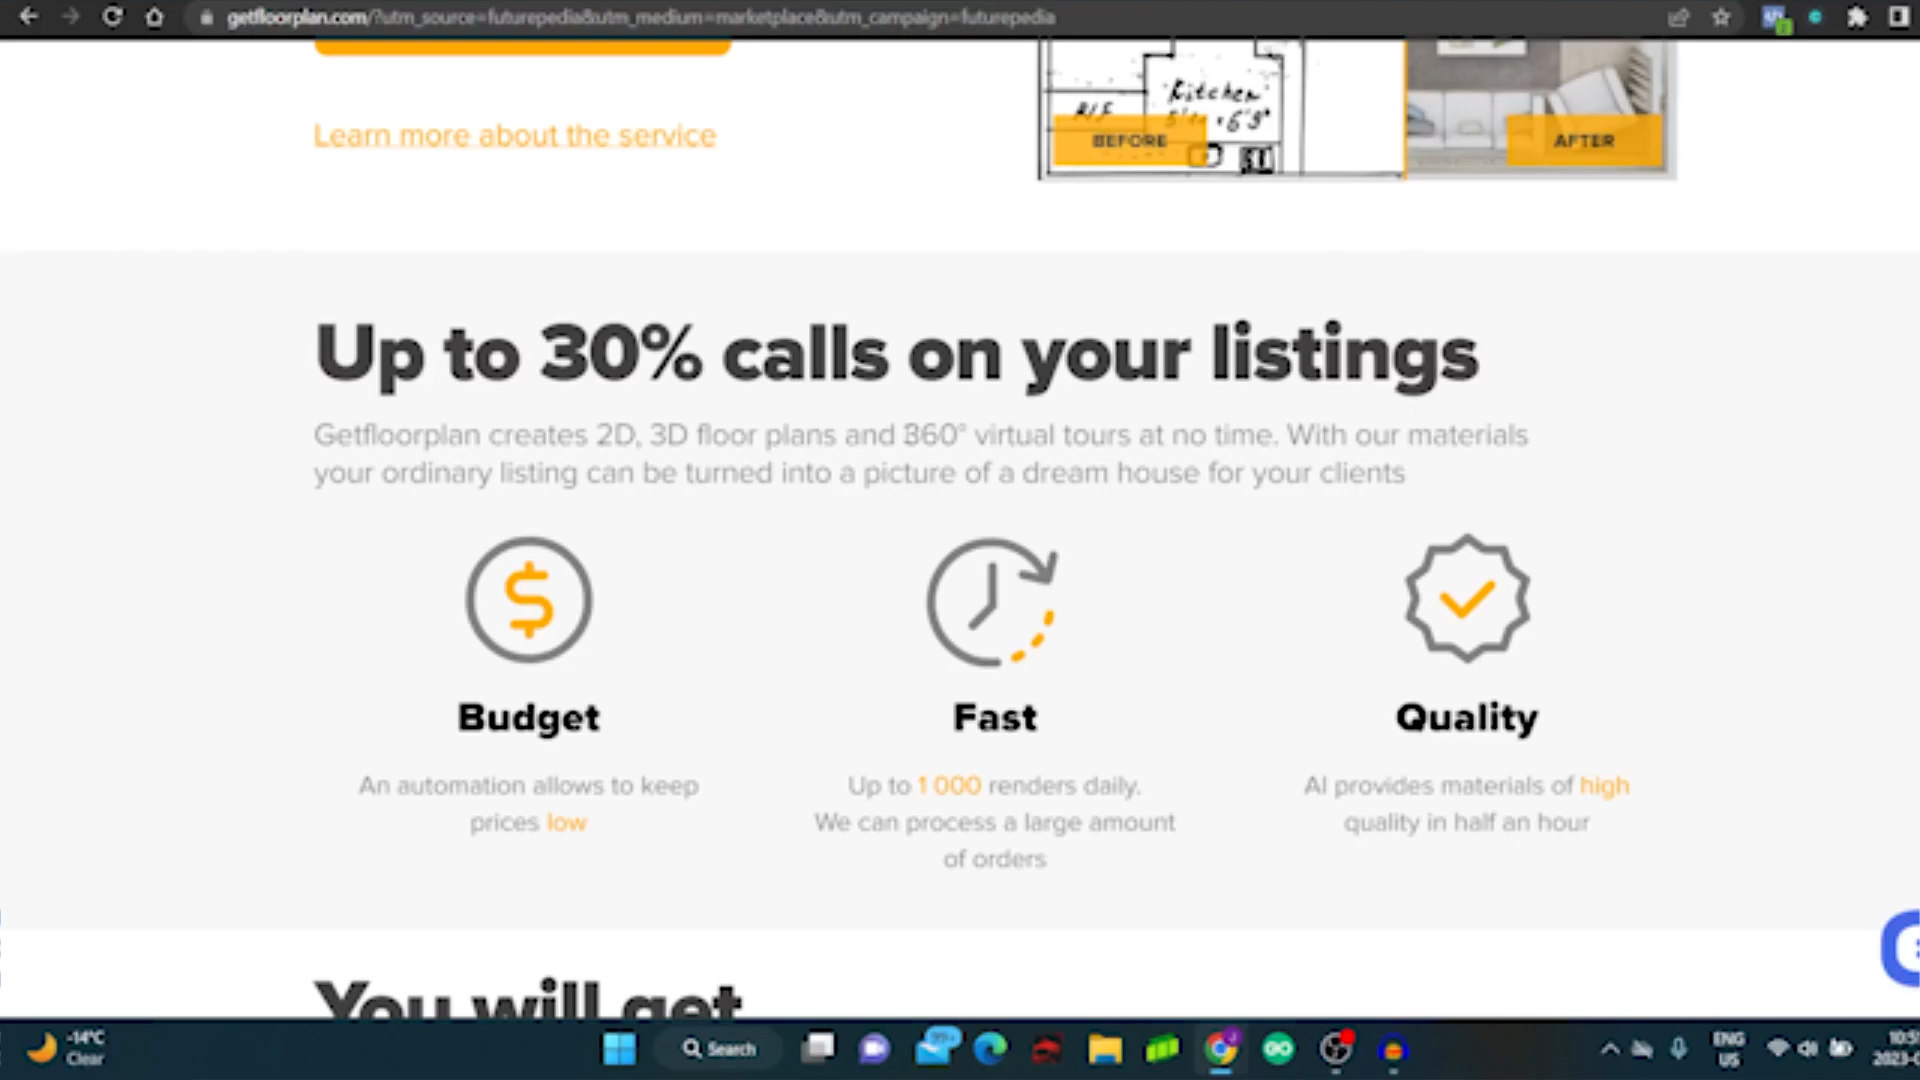 getfloorplan.com/?utm_source=futurepedia&utm_medium=marketplace&utm_campaign=futurepedia
Kitchen
BEFORE
AFTER
Learn more about the service
Up to 30% calls on your listings
Getfloorplan creates 2D, 3D floor plans and 360° virtual tours at no time. With our materials
your ordinary listing can be turned into a picture of a dream house for your clients
Budget
An automation allows to keep
prices low
Fast
Up to 1 000 renders daily.
We can process a large amount
of orders
Quality
AI provides materials of high
quality in half an hour
You will get
-14°C
Clear
Search
99+
ENG
US